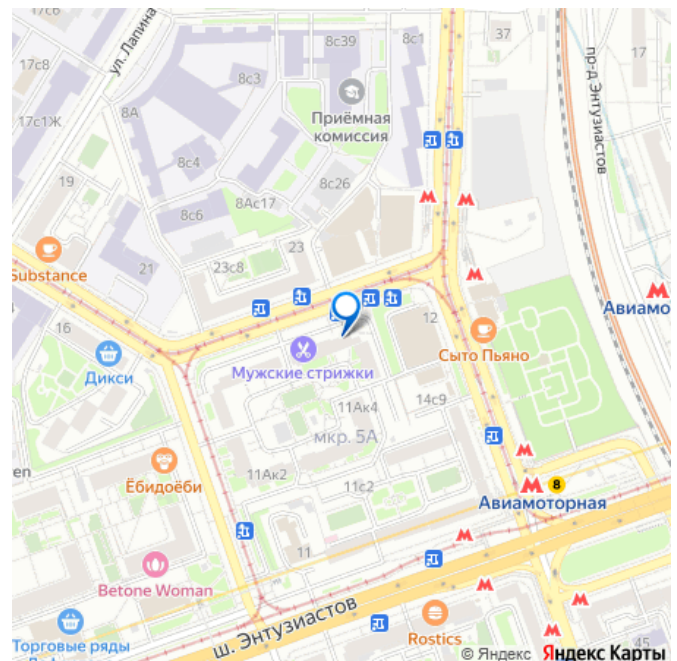 17с6
ул. Лапина
8с39
8с1
37
17с8
8с3
8А
Приёмная
комиссия
17с1Ж
пр-д Энтузиастов
8с4
8с26
19
8Ас17
8с6
23
Substance
21
23с8
Авиамо
16
12
Сыто Пьяно
Дикси
Мужские стрижки
11Ак4
14с9
мкр. 5А
en
Ёбидоёби
11Ак2
11с2
8
Авиамоторная
11
Betone Woman
ш. Энтузиастов
Rostics
Торговые ряды
45
© Яндекс Яндекс Карты